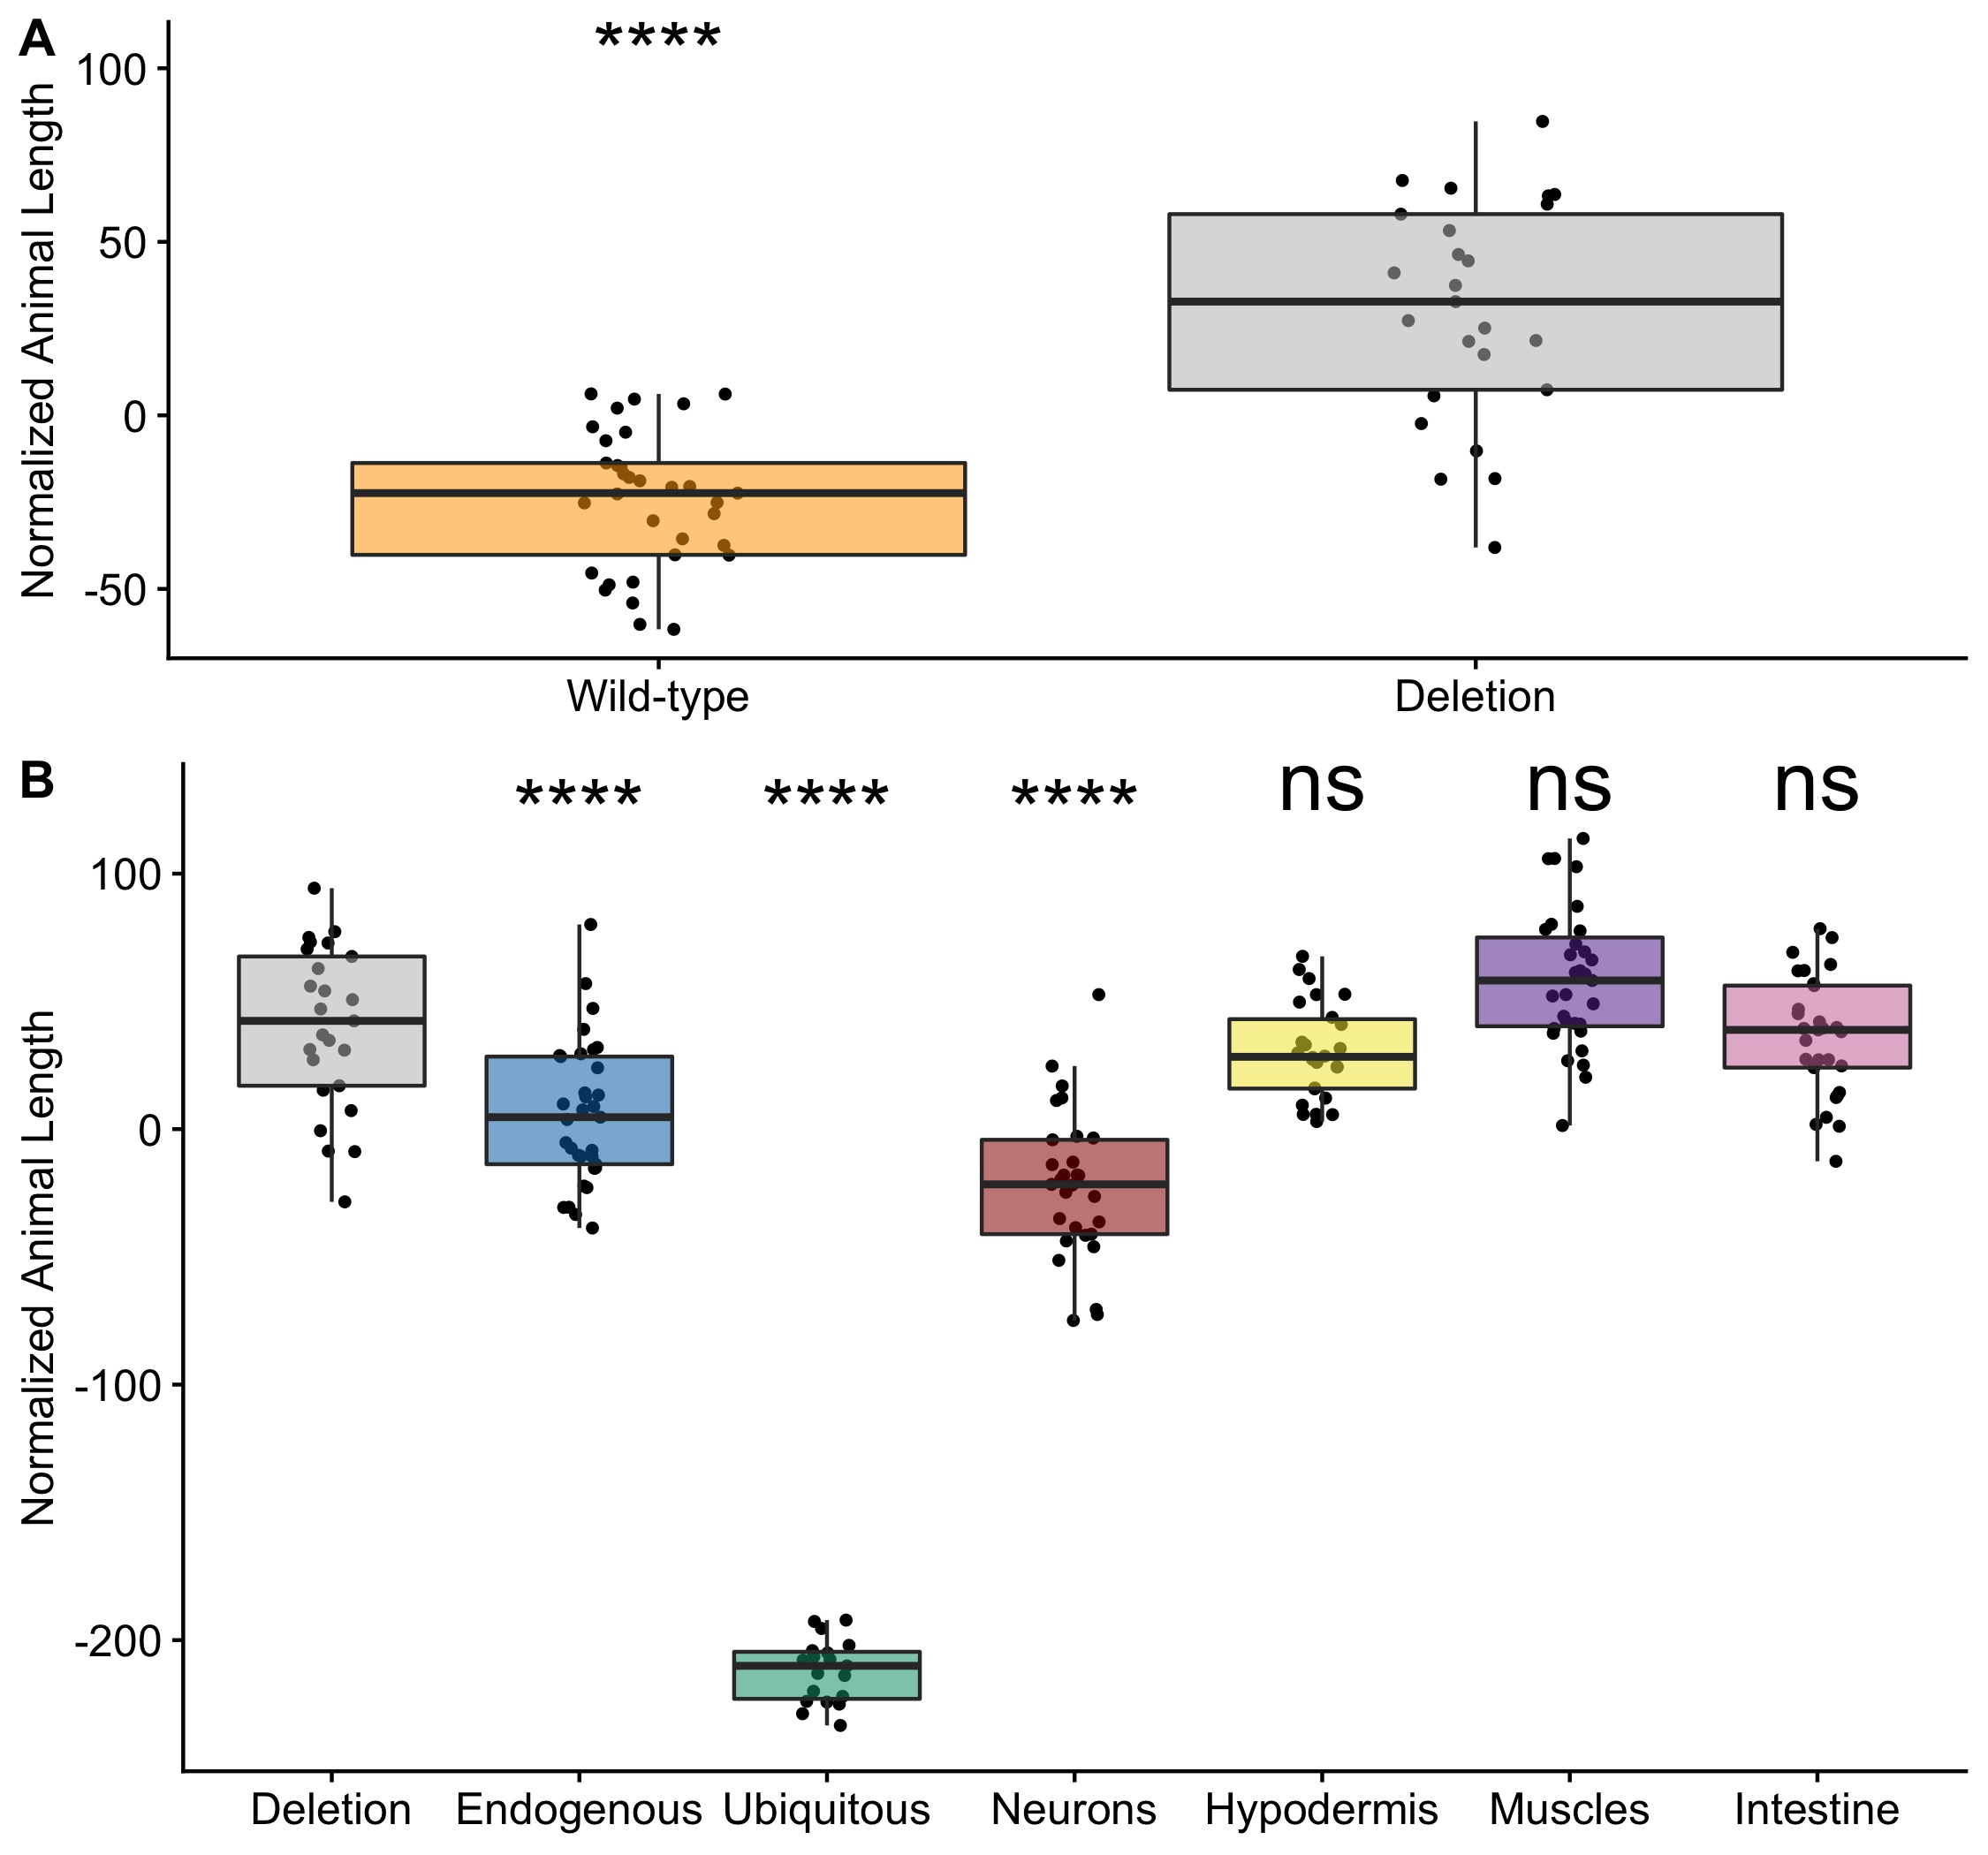 A
****
Normalized Animal Length
100
50
0
-50
Wild-type Deletion
B
**** **** **** ns ns ns
Normalized Animal Length
100
0
-100
-200
Deletion Endogenous Ubiquitous Neurons Hypodermis Muscles Intestine